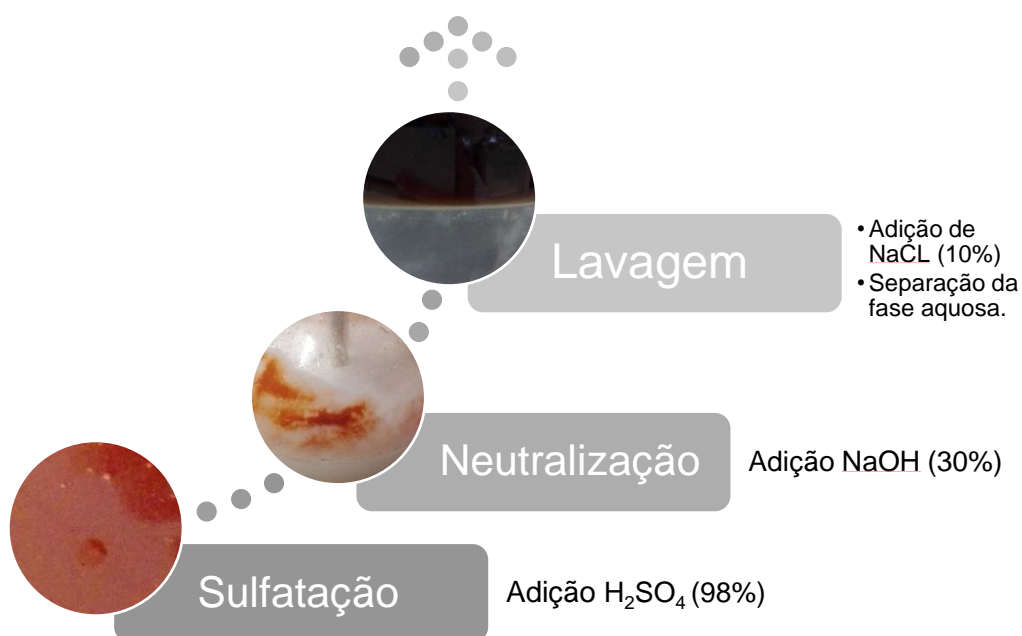 Lavagem
• Adição de
NaCL (10%)
• Separação da
fase aquosa.
Neutralização
Adição NaOH (30%)
Sulfatação
Adição H₂SO₄ (98%)